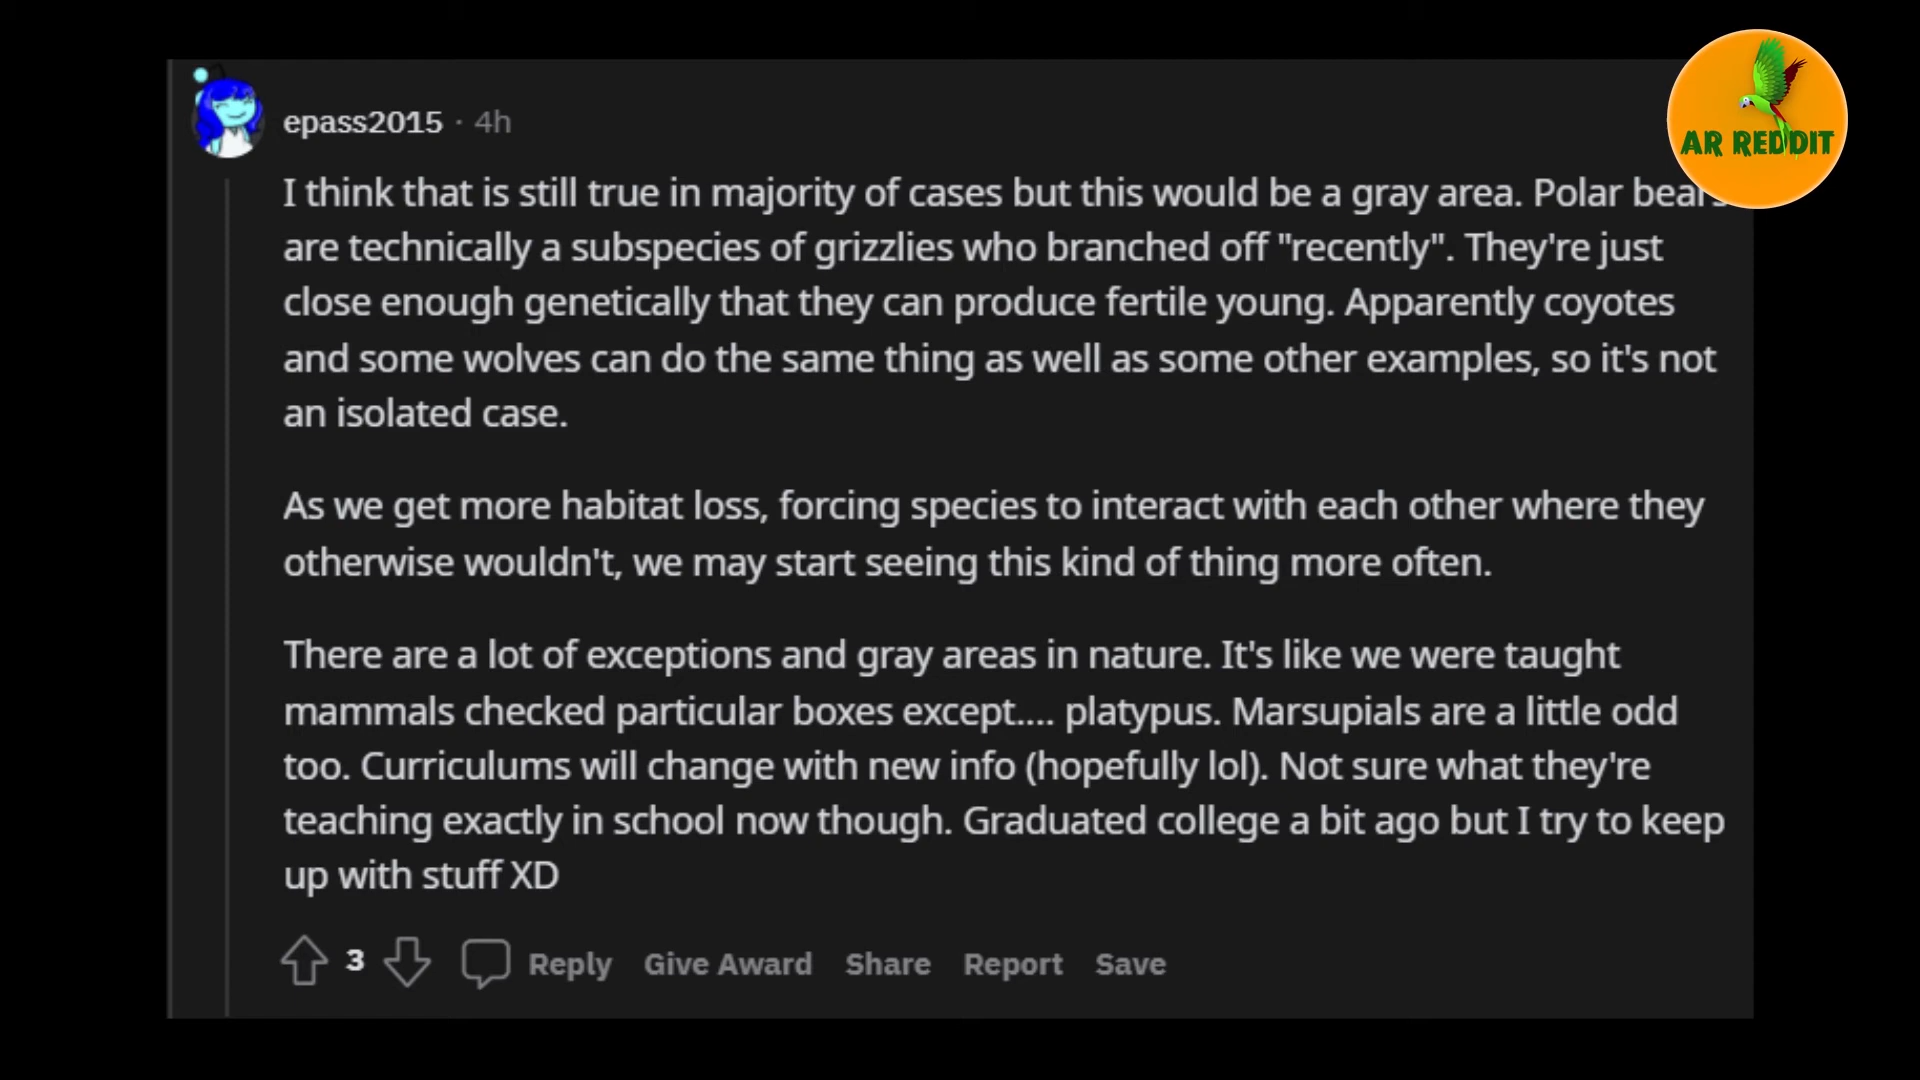 epass2015 · 4h
AR REDDIT
I think that is still true in majority of cases but this would be a gray area. Polar bears
are technically a subspecies of grizzlies who branched off "recently". They're just
close enough genetically that they can produce fertile young. Apparently coyotes
and some wolves can do the same thing as well as some other examples, so it's not
an isolated case.
As we get more habitat loss, forcing species to interact with each other where they
otherwise wouldn't, we may start seeing this kind of thing more often.
There are a lot of exceptions and gray areas in nature. It's like we were taught
mammals checked particular boxes except.... platypus. Marsupials are a little odd
too. Curriculums will change with new info (hopefully lol). Not sure what they're
teaching exactly in school now though. Graduated college a bit ago but I try to keep
up with stuff XD
3 Reply Give Award Share Report Save